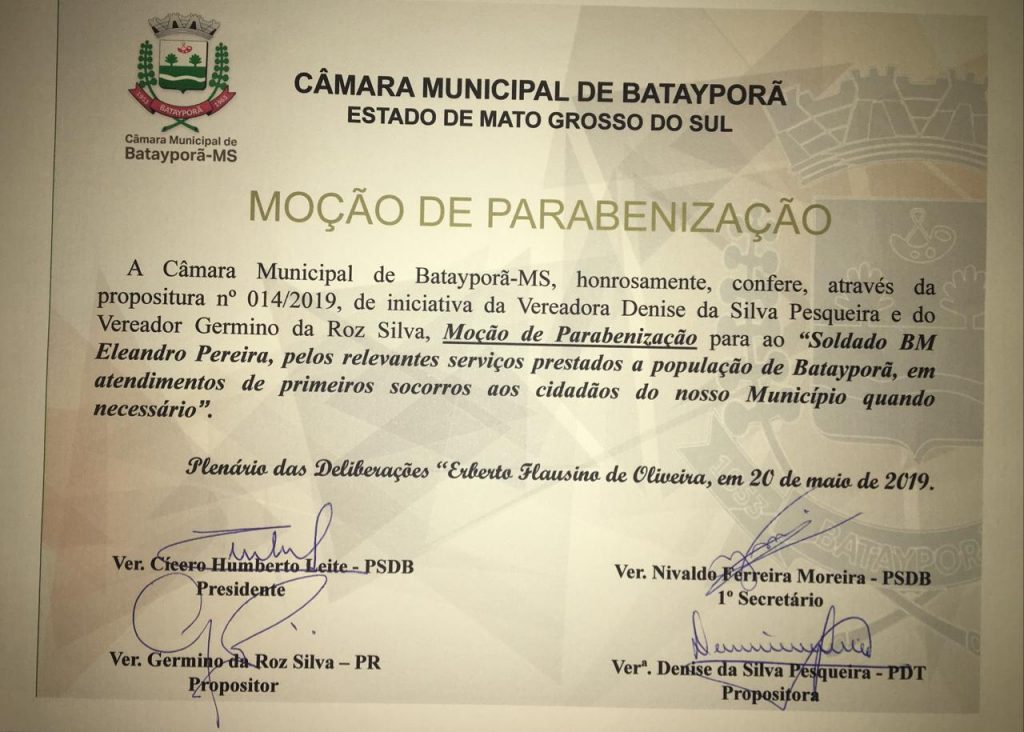 1953 BATAYPORÃ 1963
Câmara Municipal de
Batayporã-MS
CÂMARA MUNICIPAL DE BATAYPORÃ
ESTADO DE MATO GROSSO DO SUL
MOÇÃO DE PARABENIZAÇÃO
A Câmara Municipal de Batayporã-MS, honrosamente, confere, através da
propositura nº 014/2019, de iniciativa da Vereadora Denise da Silva Pesqueira e do
Vereador Germino da Roz Silva, Moção de Parabenização para ao “Soldado BM
Eleandro Pereira, pelos relevantes serviços prestados a população de Batayporã, em
atendimentos de primeiros socorros aos cidadãos do nosso Município quando
necessário”.
Plenário das Deliberações “Erberto Flausino de Oliveira, em 20 de maio de 2019.
Ver. Cícero Humberto Leite - PSDB
Presidente
Ver. Nivaldo Ferreira Moreira - PSDB
1º Secretário
Ver. Germino da Roz Silva – PR
Propositor
Verª. Denise da Silva Pesqueira - PDT
Propositora
BATAYPOR